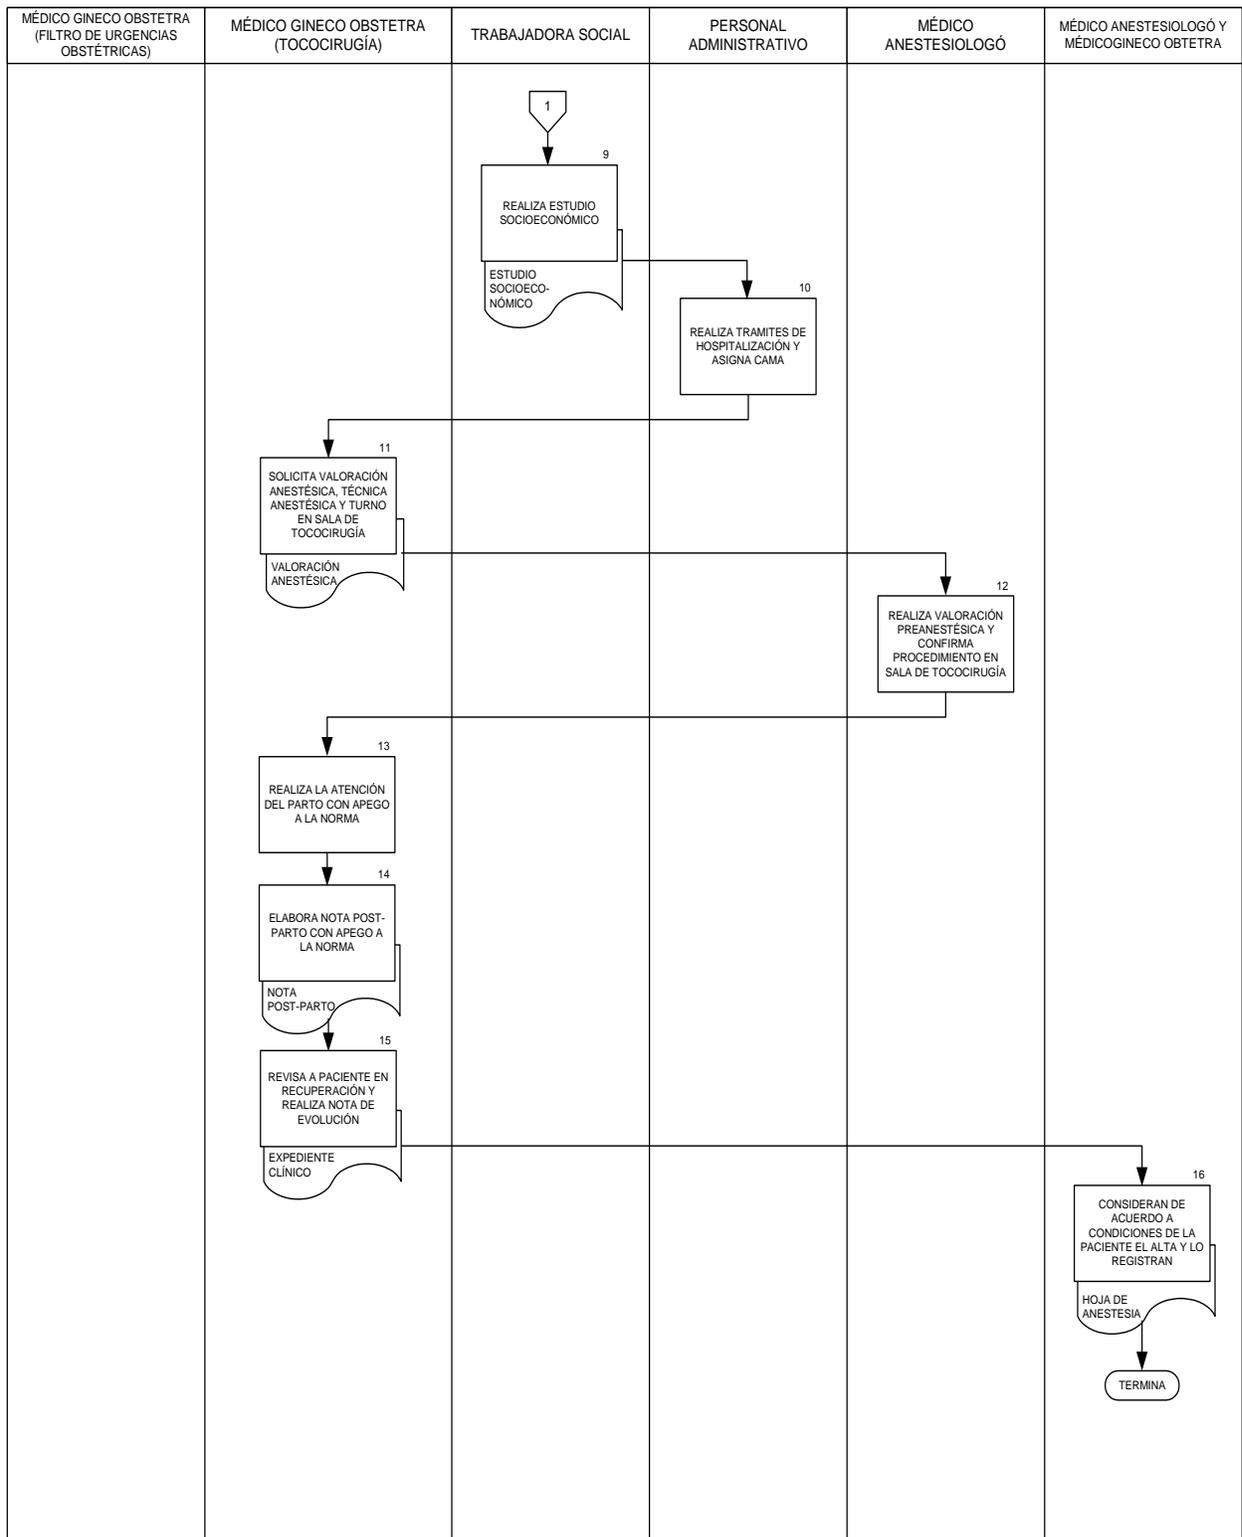 MÉDICO GINECO OBSTETRA
(FILTRO DE URGENCIAS
OBSTÉTRICAS)
MÉDICO GINECO OBSTETRA
(TOCOCIRUGÍA)
TRABAJADORA SOCIAL
PERSONAL
ADMINISTRATIVO
MÉDICO
ANESTESIOLOGÓ
MÉDICO ANESTESIOLOGÓ Y
MÉDICOGINECO OBTETRA
1
9
REALIZA ESTUDIO
SOCIOECONÓMICO
ESTUDIO
SOCIOECO-
NÓMICO
10
REALIZA TRAMITES DE
HOSPITALIZACIÓN Y
ASIGNA CAMA
11
SOLICITA VALORACIÓN
ANESTÉSICA, TÉCNICA
ANESTÉSICA Y TURNO
EN SALA DE
TOCOCIRUGÍA
VALORACIÓN
ANESTÉSICA
12
REALIZA VALORACIÓN
PREANESTÉSICA Y
CONFIRMA
PROCEDIMIENTO EN
SALA DE TOCOCIRUGÍA
13
REALIZA LA ATENCIÓN
DEL PARTO CON APEGO
A LA NORMA
14
ELABORA NOTA POST-
PARTO CON APEGO A
LA NORMA
NOTA
POST-PARTO
15
REVISA A PACIENTE EN
RECUPERACIÓN Y
REALIZA NOTA DE
EVOLUCIÓN
EXPEDIENTE
CLÍNICO
16
CONSIDERAN DE
ACUERDO A
CONDICIONES DE LA
PACIENTE EL ALTA Y LO
REGISTRAN
HOJA DE
ANESTESIA
TERMINA